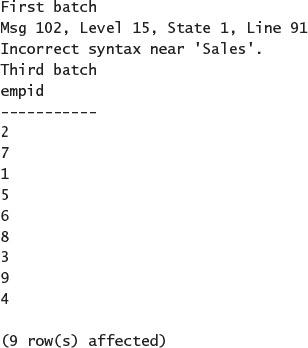 First batch
Msg 102, Level 15, State 1, Line 91
Incorrect syntax near 'Sales'.
Third batch
empid
-----------
2
7
1
5
6
8
3
9
4
(9 row(s) affected)